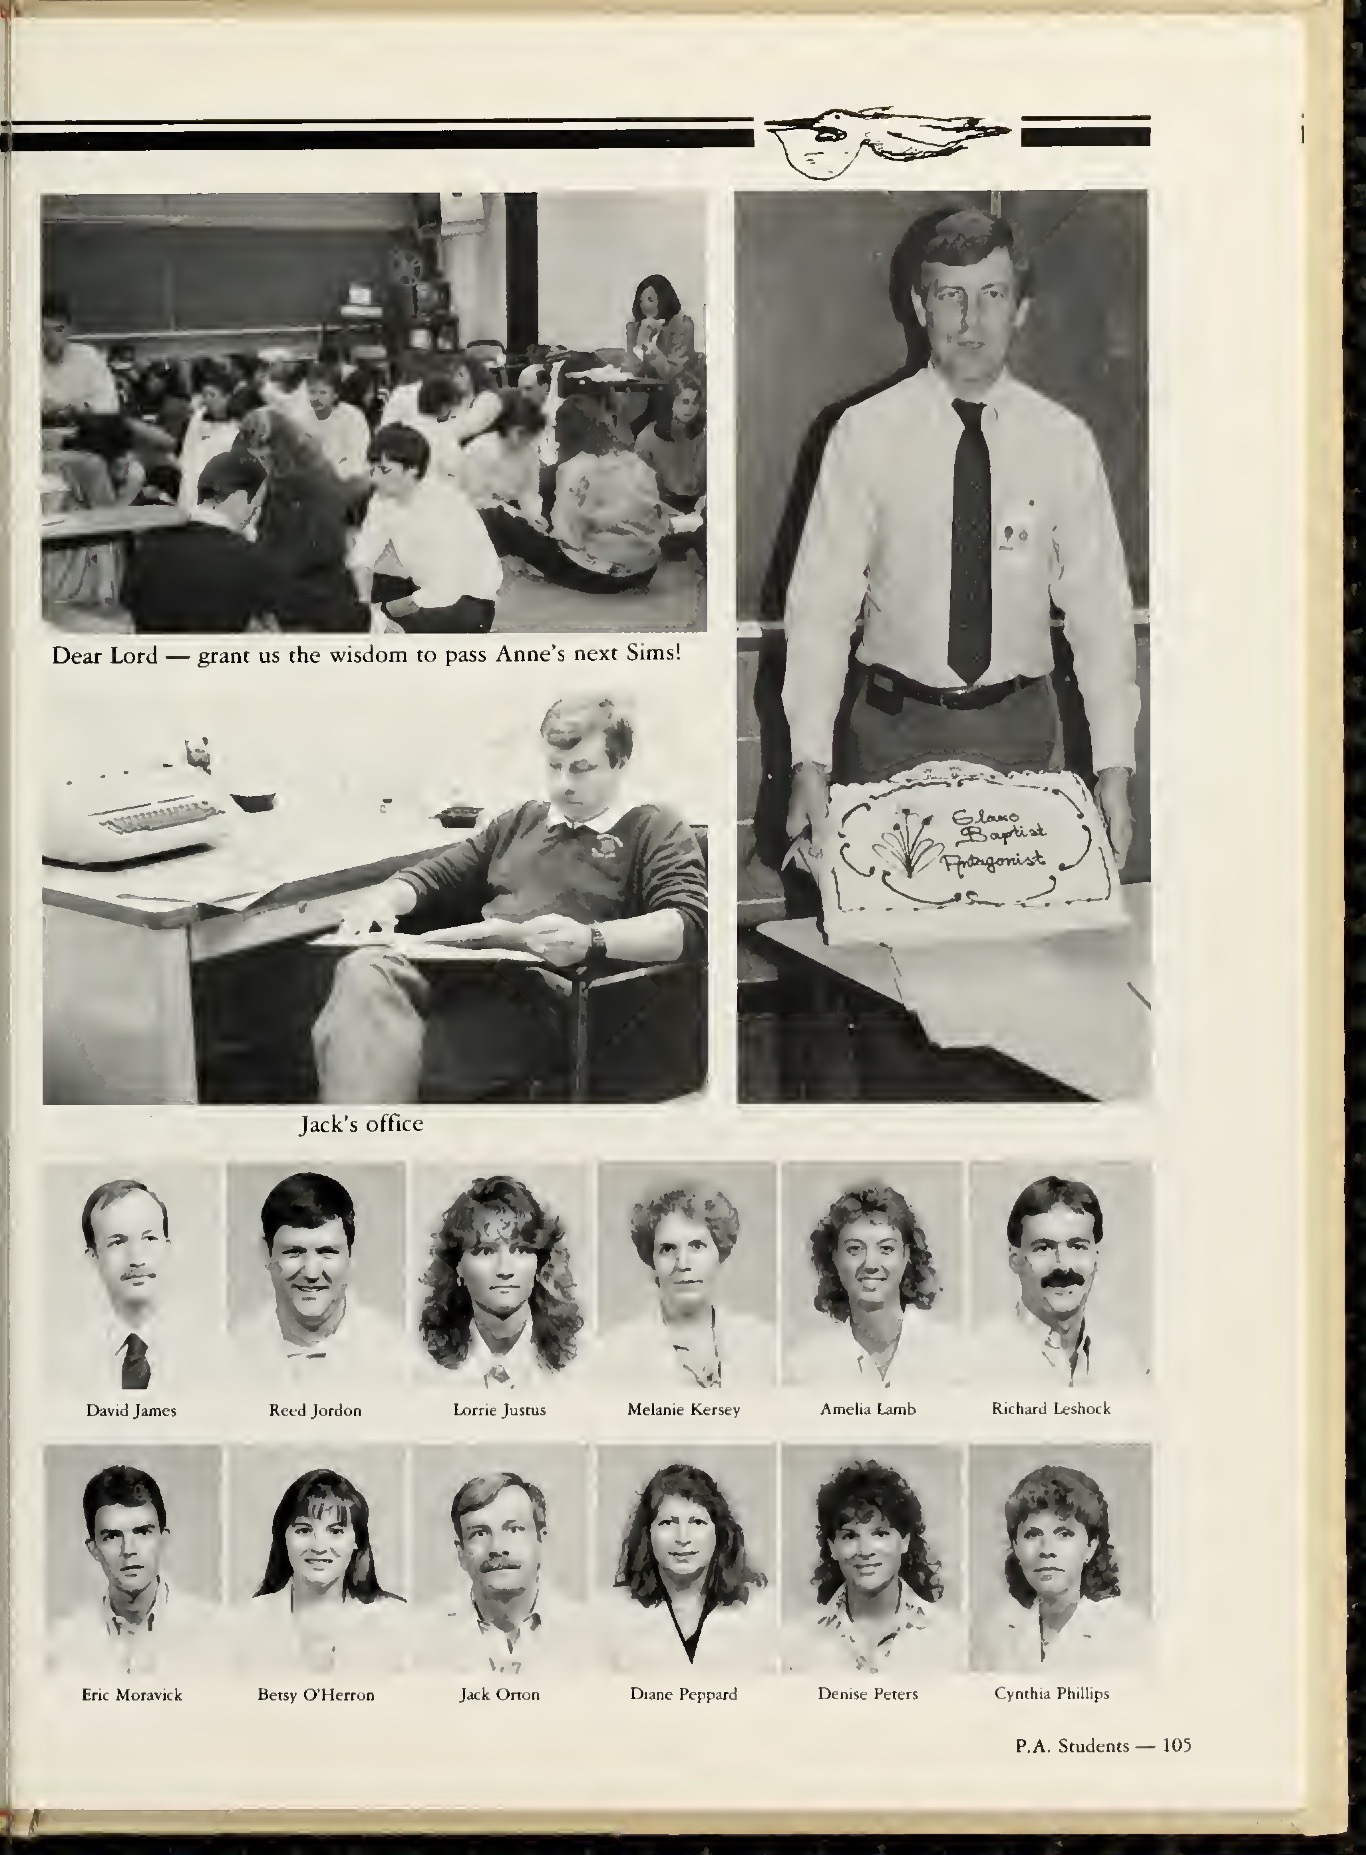 Dear Lord — grant us the wisdom to pass Anne's next Sims!
Glaxo
Baptist
Antagonist
Jack's office
David James
Reed Jordon
Lorrie Justus
Melanie Kersey
Amelia Lamb
Richard Leshock
Eric Moravick
Betsy O'Herron
Jack Orton
Diane Peppard
Denise Peters
Cynthia Phillips
P.A. Students — 105